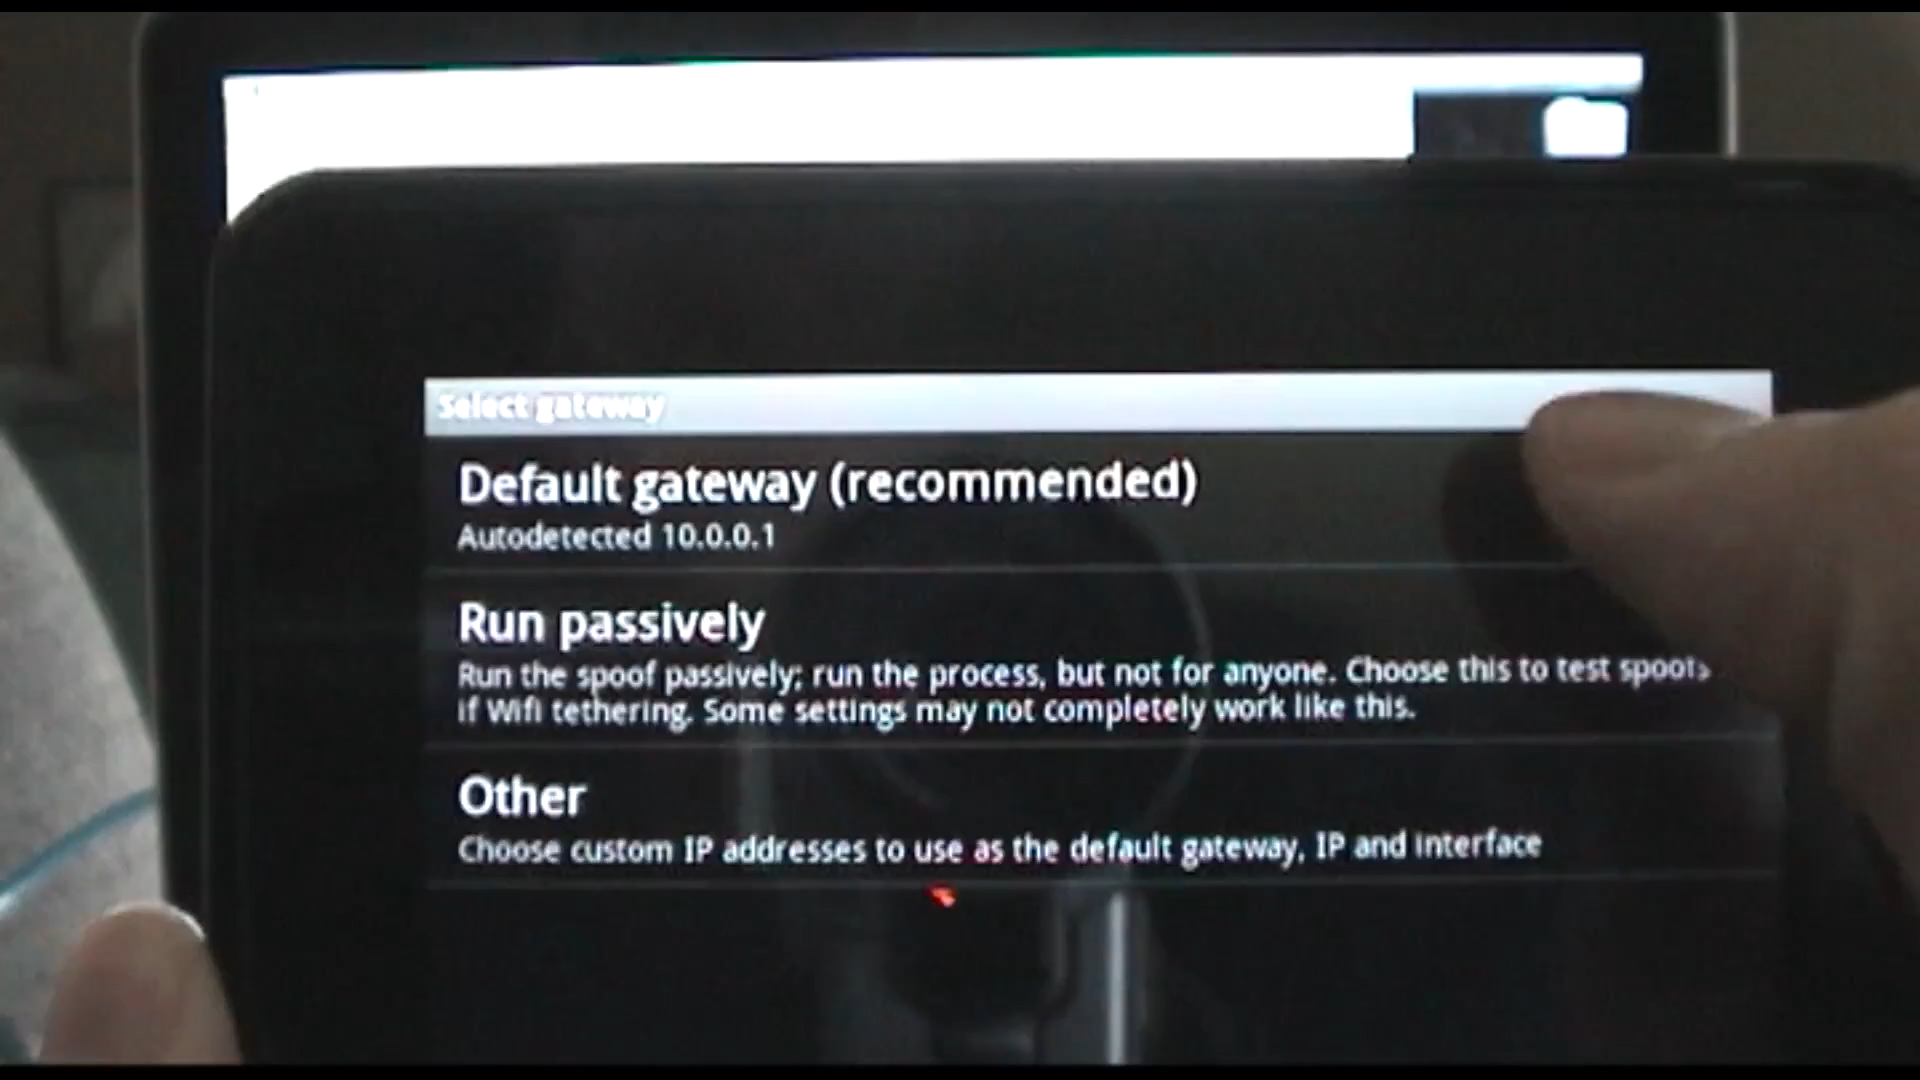 Select gateway
Default gateway (recommended)
Autodetected 10.0.0.1
Run passively
Run the spoof passively; run the process, but not for anyone. Choose this to test spoofs
if Wifi tethering. Some settings may not completely work like this.
Other
Choose custom IP addresses to use as the default gateway, IP and interface